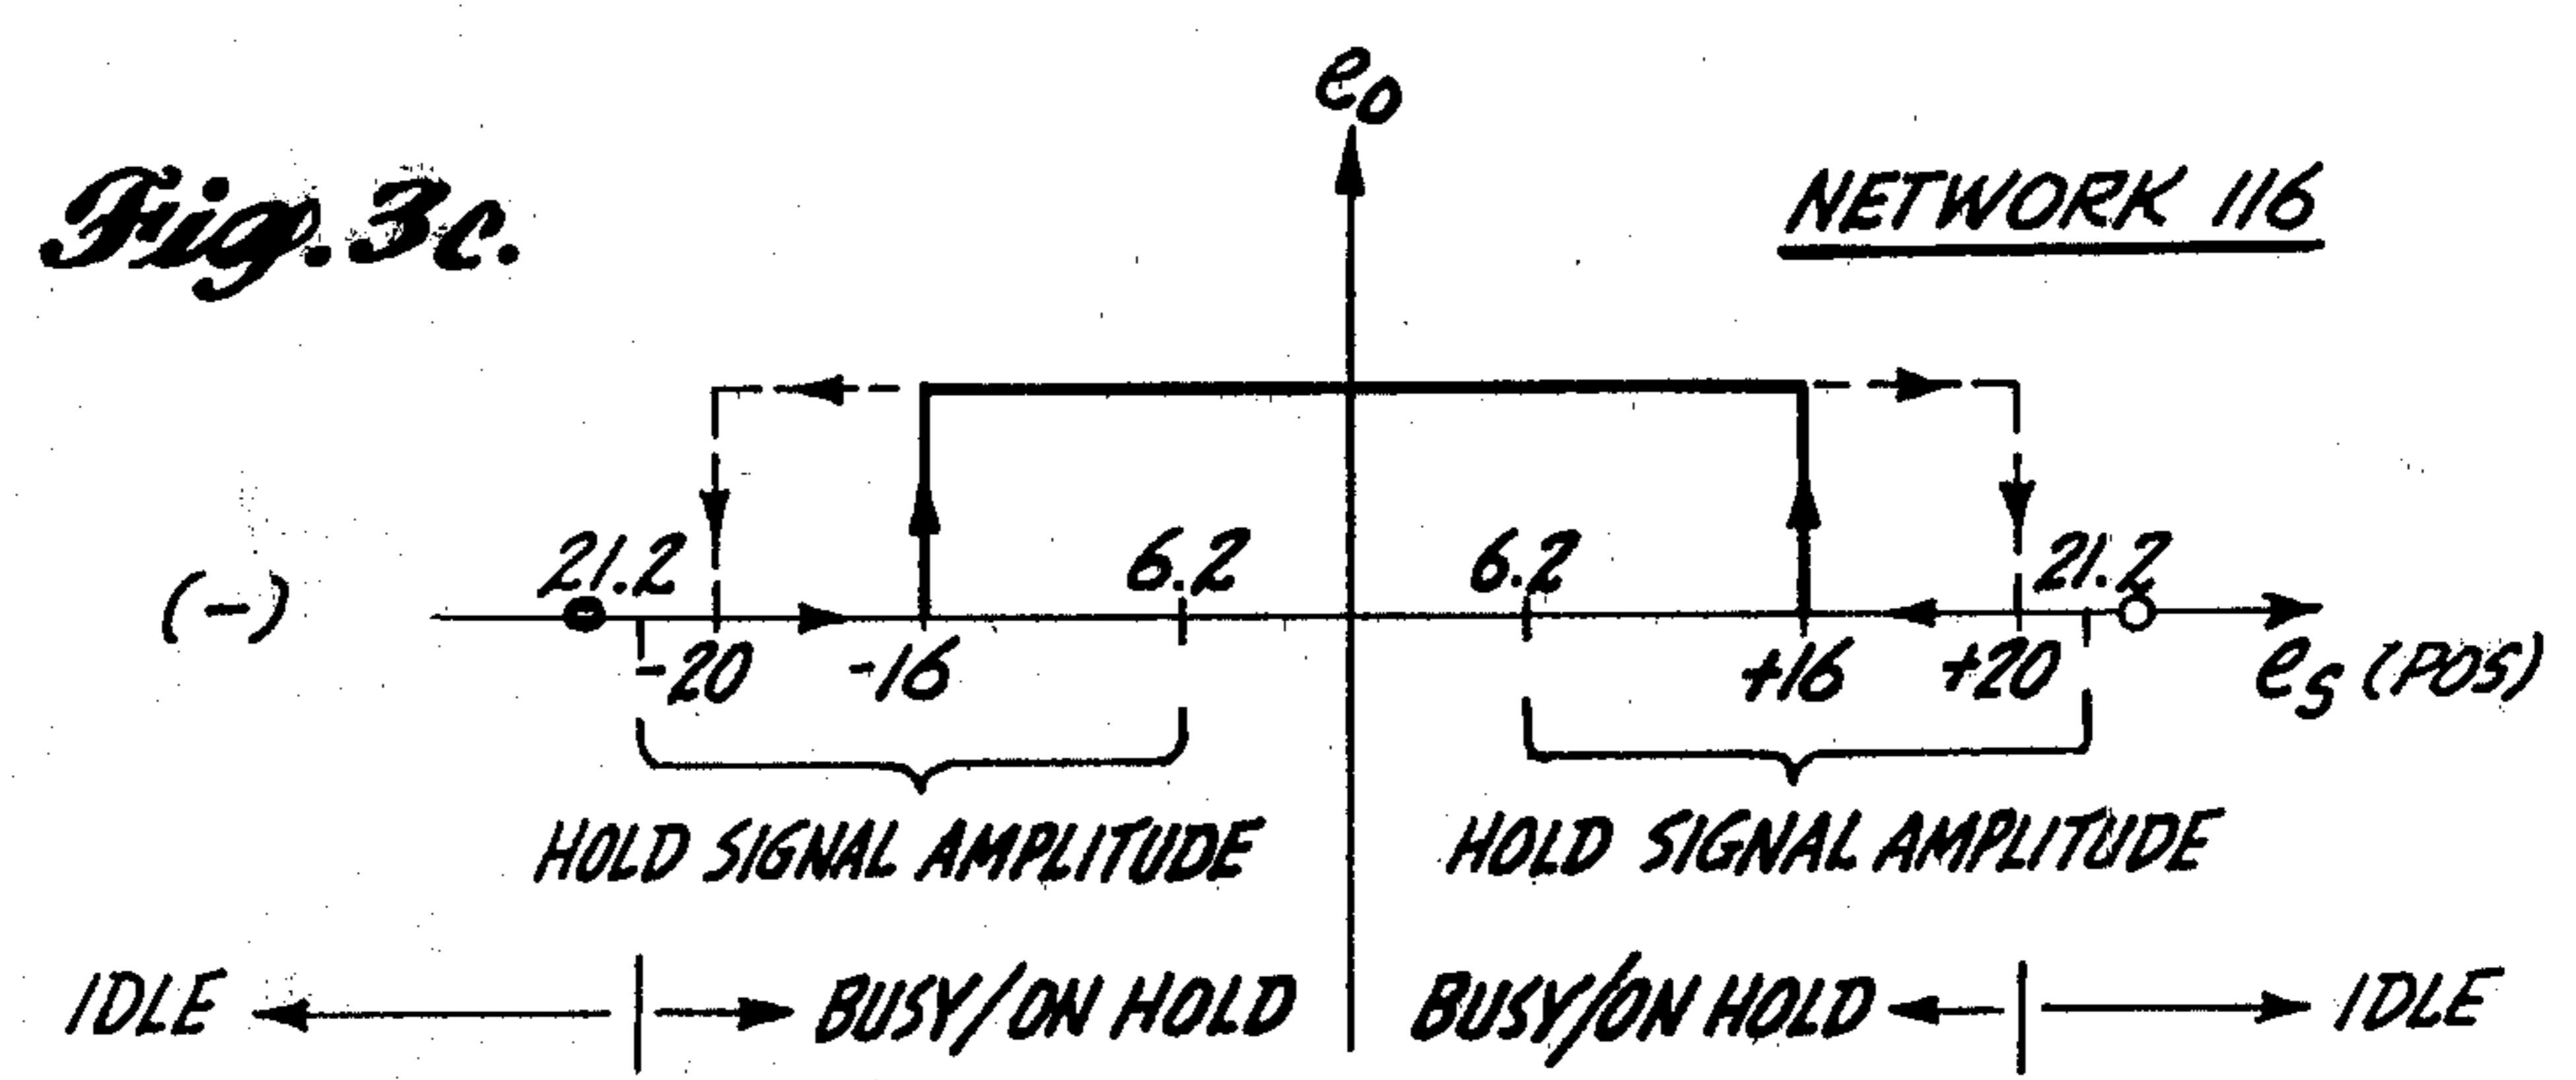 e₀
Fig. 3c.
NETWORK 116
(-)
21.2
6.2
6.2
21.2
-20
-16
+16
+20
eₛ (POS)
HOLD SIGNAL AMPLITUDE
HOLD SIGNAL AMPLITUDE
IDLE
BUSY/ON HOLD
BUSY/ON HOLD
IDLE